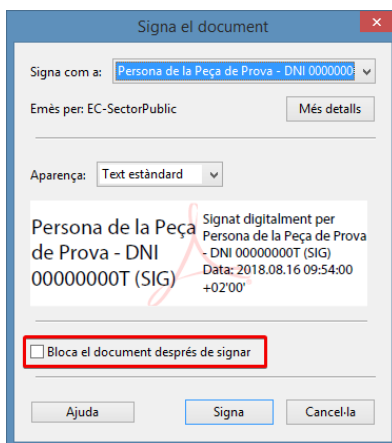 Signa el document
Signa com a: Persona de la Peça de Prova - DNI 0000000
Emès per: EC-SectorPublic Més detalls
Aparença: Text estàndard
Persona de la Peça
de Prova - DNI
00000000T (SIG)
Signat digitalment per
Persona de la Peça de Prova
- DNI 00000000T (SIG)
Data: 2018.08.16 09:54:00
+02'00'
Bloca el document després de signar
Ajuda Signa Cancel·la